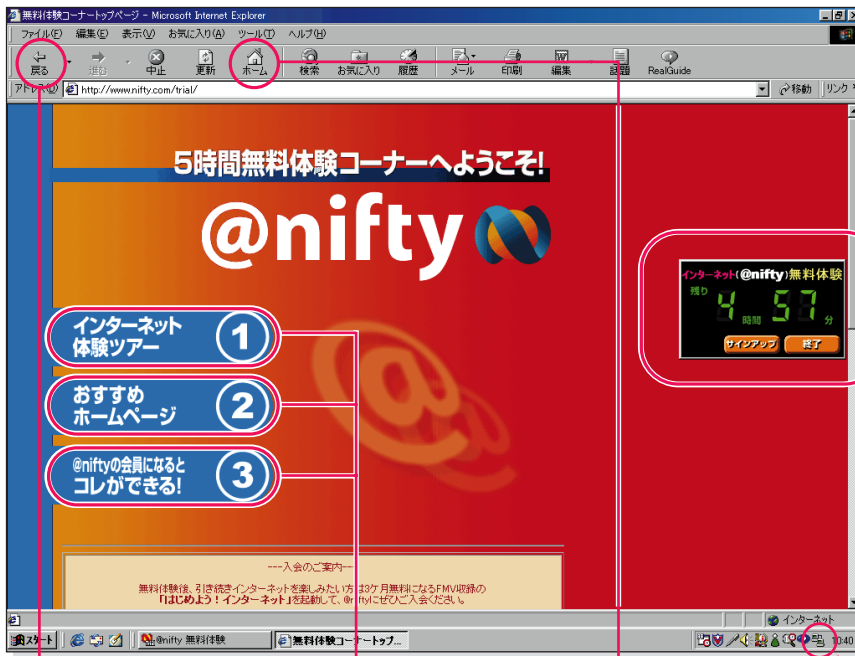 無料体験コーナートップページ - Microsoft Internet Explorer
ファイル(F) 編集(E) 表示(V) お気に入り(A) ツール(T) ヘルプ(H)
戻る 進む 中止 更新 ホーム 検索 お気に入り 履歴 メール 印刷 編集 話題 RealGuide
アドレス(D) http://www.nifty.com/trial/ 移動 リンク
5時間無料体験コーナーへようこそ!
@nifty
インターネット(@nifty)無料体験
残り 4 時間 57 分
サインアップ 終了
インターネット
体験ツアー 1
おすすめ
ホームページ 2
@niftyの会員になると
コレができる! 3
---入会のご案内---
無料体験後、引き続きインターネットを楽しみたい方は3ケ月無料になるFMV収録の
「はじめよう!インターネット」を起動して、@niftyにぜひご入会ください。
インターネット
スタート @nifty 無料体験 無料体験コーナートップ... 10:40